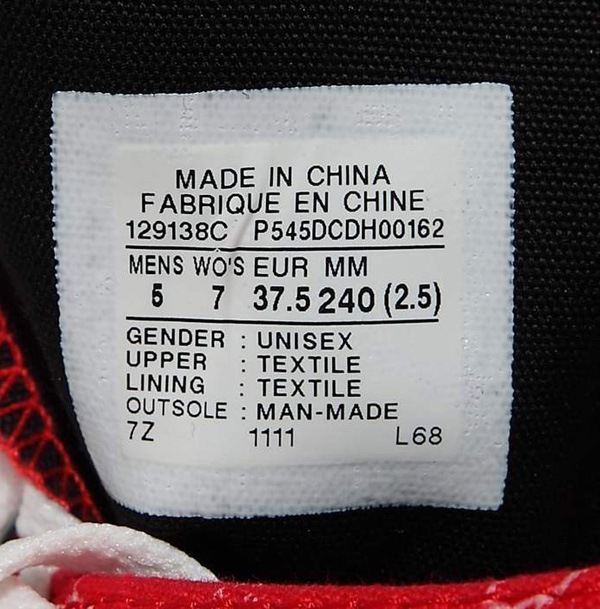 MADE IN CHINA
FABRIQUE EN CHINE
129138C P545DCDH00162
MENS WO'S EUR MM
5 7 37.5 240 (2.5)
GENDER : UNISEX
UPPER : TEXTILE
LINING : TEXTILE
OUTSOLE : MAN-MADE
7Z 1111 L68